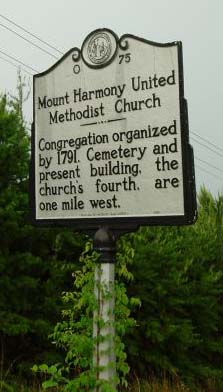 O 75
Mount Harmony United
Methodist Church
Congregation organized
by 1791. Cemetery and
present building, the
church's fourth, are
one mile west.